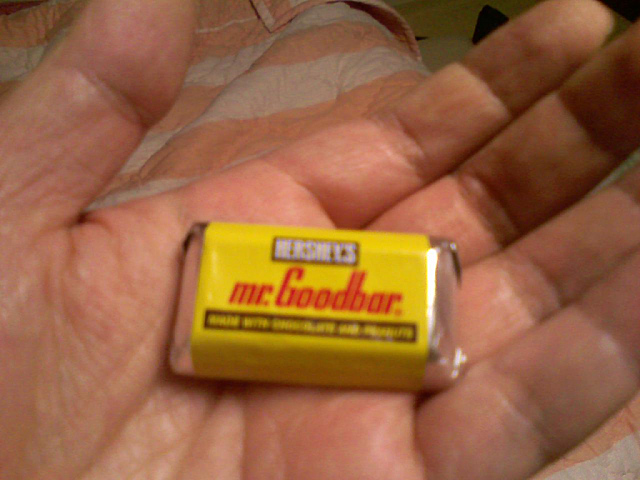 HERSHEY'S
mr. Goodbar®
MADE WITH CHOCOLATE AND PEANUTS